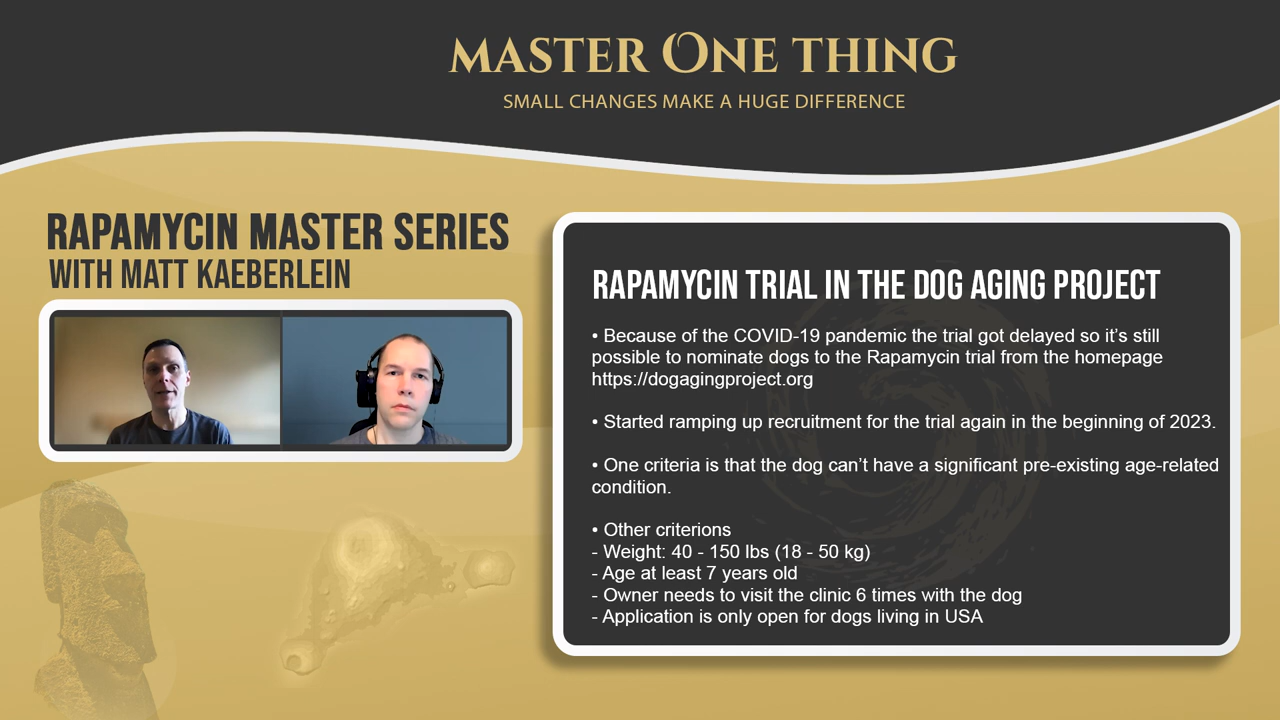 MASTER ONE THING
SMALL CHANGES MAKE A HUGE DIFFERENCE
RAPAMYCIN MASTER SERIES
WITH MATT KAEBERLEIN
RAPAMYCIN TRIAL IN THE DOG AGING PROJECT
• Because of the COVID-19 pandemic the trial got delayed so it’s still
possible to nominate dogs to the Rapamycin trial from the homepage
https://dogagingproject.org
• Started ramping up recruitment for the trial again in the beginning of 2023.
• One criteria is that the dog can’t have a significant pre-existing age-related
condition.
• Other criterions
- Weight: 40 - 150 lbs (18 - 50 kg)
- Age at least 7 years old
- Owner needs to visit the clinic 6 times with the dog
- Application is only open for dogs living in USA